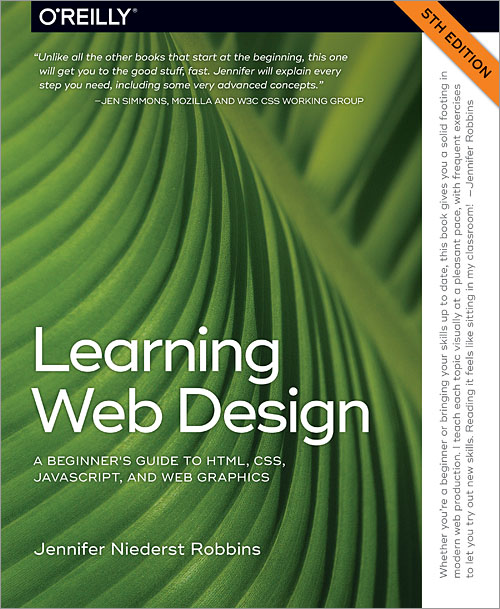 O'REILLY®
5TH EDITION
“Unlike all the other books that start at the beginning, this one
will get you to the good stuff, fast. Jennifer will explain every
step you need, including some very advanced concepts.”
—JEN SIMMONS, MOZILLA AND W3C CSS WORKING GROUP
Learning
Web Design
A BEGINNER'S GUIDE TO HTML, CSS,
JAVASCRIPT, AND WEB GRAPHICS
Jennifer Niederst Robbins
Whether you're a beginner or bringing your skills up to date, this book gives you a solid footing in
modern web production. I teach each topic visually at a pleasant pace, with frequent exercises
to let you try out new skills. Reading it feels like sitting in my classroom! —Jennifer Robbins